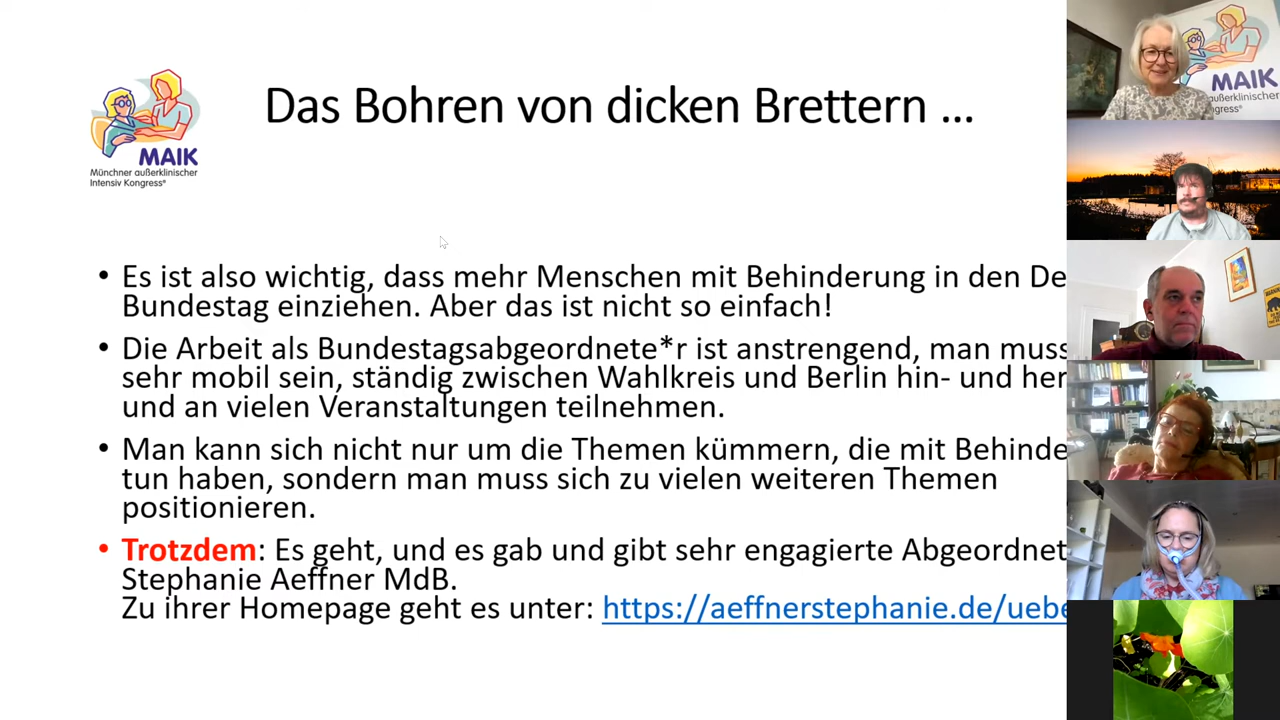 Das Bohren von dicken Brettern ...
MAIK
Münchner außerklinischer
Intensiv Kongress®
• Es ist also wichtig, dass mehr Menschen mit Behinderung in den De
Bundestag einziehen. Aber das ist nicht so einfach!
• Die Arbeit als Bundestagsabgeordnete*r ist anstrengend, man muss
sehr mobil sein, ständig zwischen Wahlkreis und Berlin hin- und her
und an vielen Veranstaltungen teilnehmen.
• Man kann sich nicht nur um die Themen kümmern, die mit Behinde
tun haben, sondern man muss sich zu vielen weiteren Themen
positionieren.
• Trotzdem: Es geht, und es gab und gibt sehr engagierte Abgeordnet
Stephanie Aeffner MdB.
Zu ihrer Homepage geht es unter: https://aeffnerstephanie.de/uebe
MAIK
außerklinischer
Kongress®